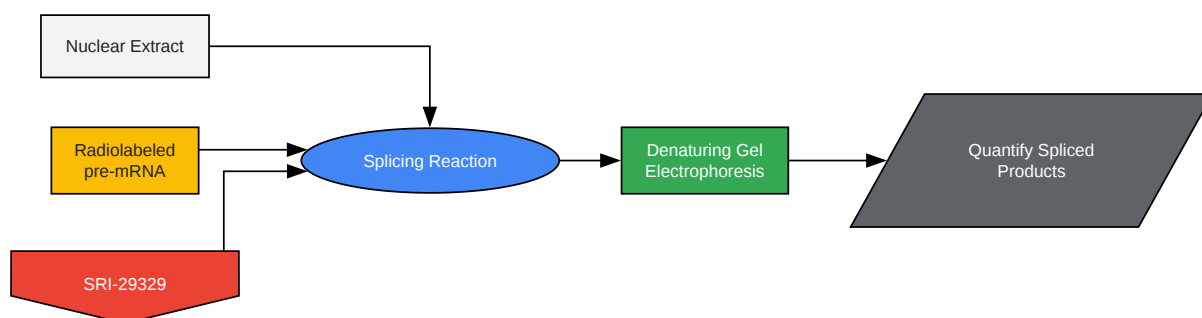 Nuclear Extract
Radiolabeled
pre-mRNA
SRI-29329
Splicing Reaction
Denaturing Gel
Electrophoresis
Quantify Spliced
Products